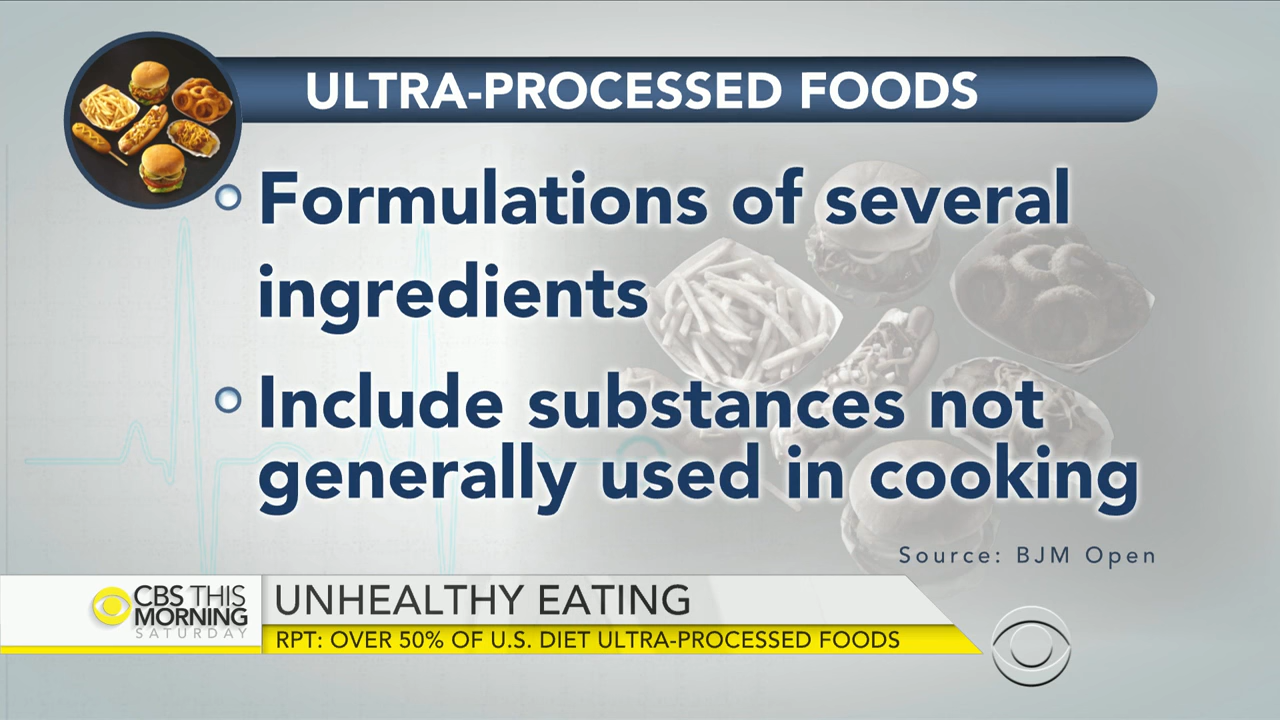 ULTRA-PROCESSED FOODS
Formulations of several
ingredients
Include substances not
generally used in cooking
Source: BJM Open
CBS THIS
MORNING
SATURDAY
UNHEALTHY EATING
RPT: OVER 50% OF U.S. DIET ULTRA-PROCESSED FOODS